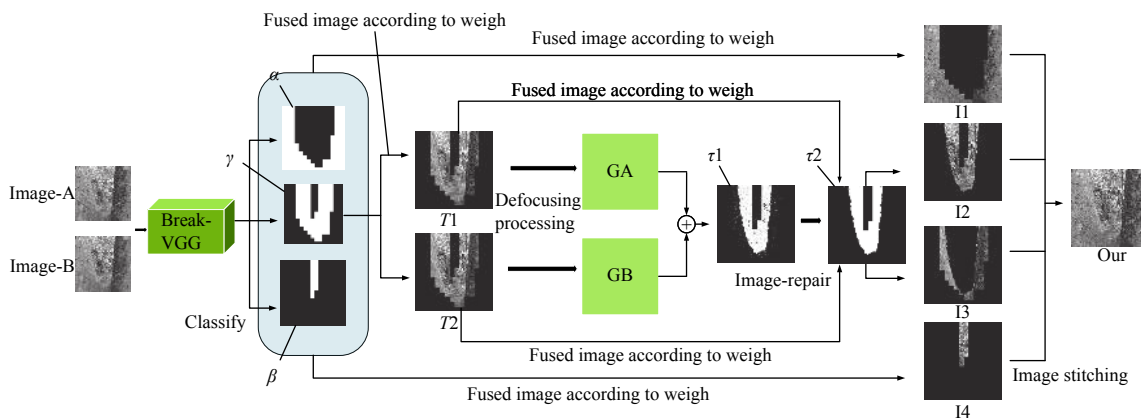 Fused image according to weigh
Fused image according to weigh
α
I1
Fused image according to weigh
γ
τ1
τ2
GA
Image-A
Break-
VGG
T1
Defocusing
processing
I2
Image-B
GB
Our
Image-repair
Classify
T2
I3
β
Fused image according to weigh
Fused image according to weigh
Image stitching
I4